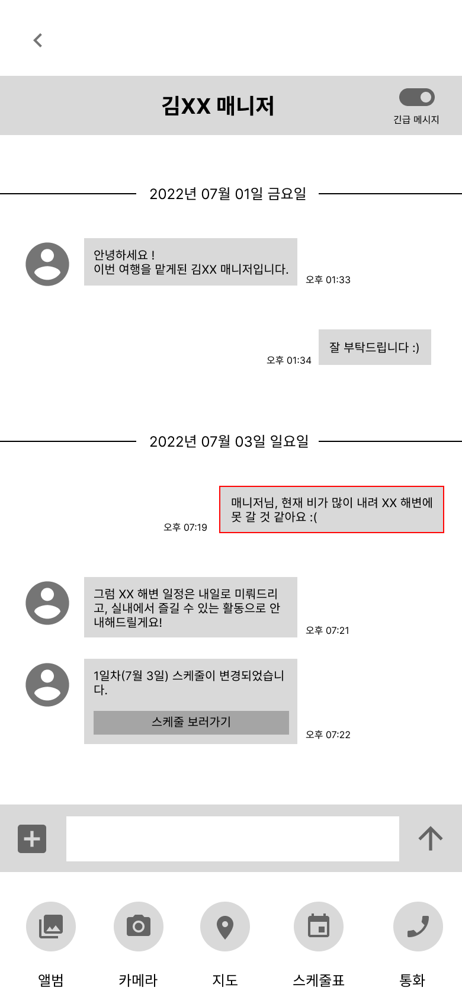 김XX 매니저
긴급 메시지
2022년 07월 01일 금요일
안녕하세요 !
이번 여행을 맡게된 김XX 매니저입니다.
오후 01:33
잘 부탁드립니다 :)
오후 01:34
2022년 07월 03일 일요일
매니저님, 현재 비가 많이 내려 XX 해변에
못 갈 것 같아요 :(
오후 07:19
그럼 XX 해변 일정은 내일로 미뤄드리
고, 실내에서 즐길 수 있는 활동으로 안
내해드릴게요!
오후 07:21
1일차(7월 3일) 스케줄이 변경되었습니
다.
스케줄 보러가기
오후 07:22
앨범
카메라
지도
스케줄표
통화